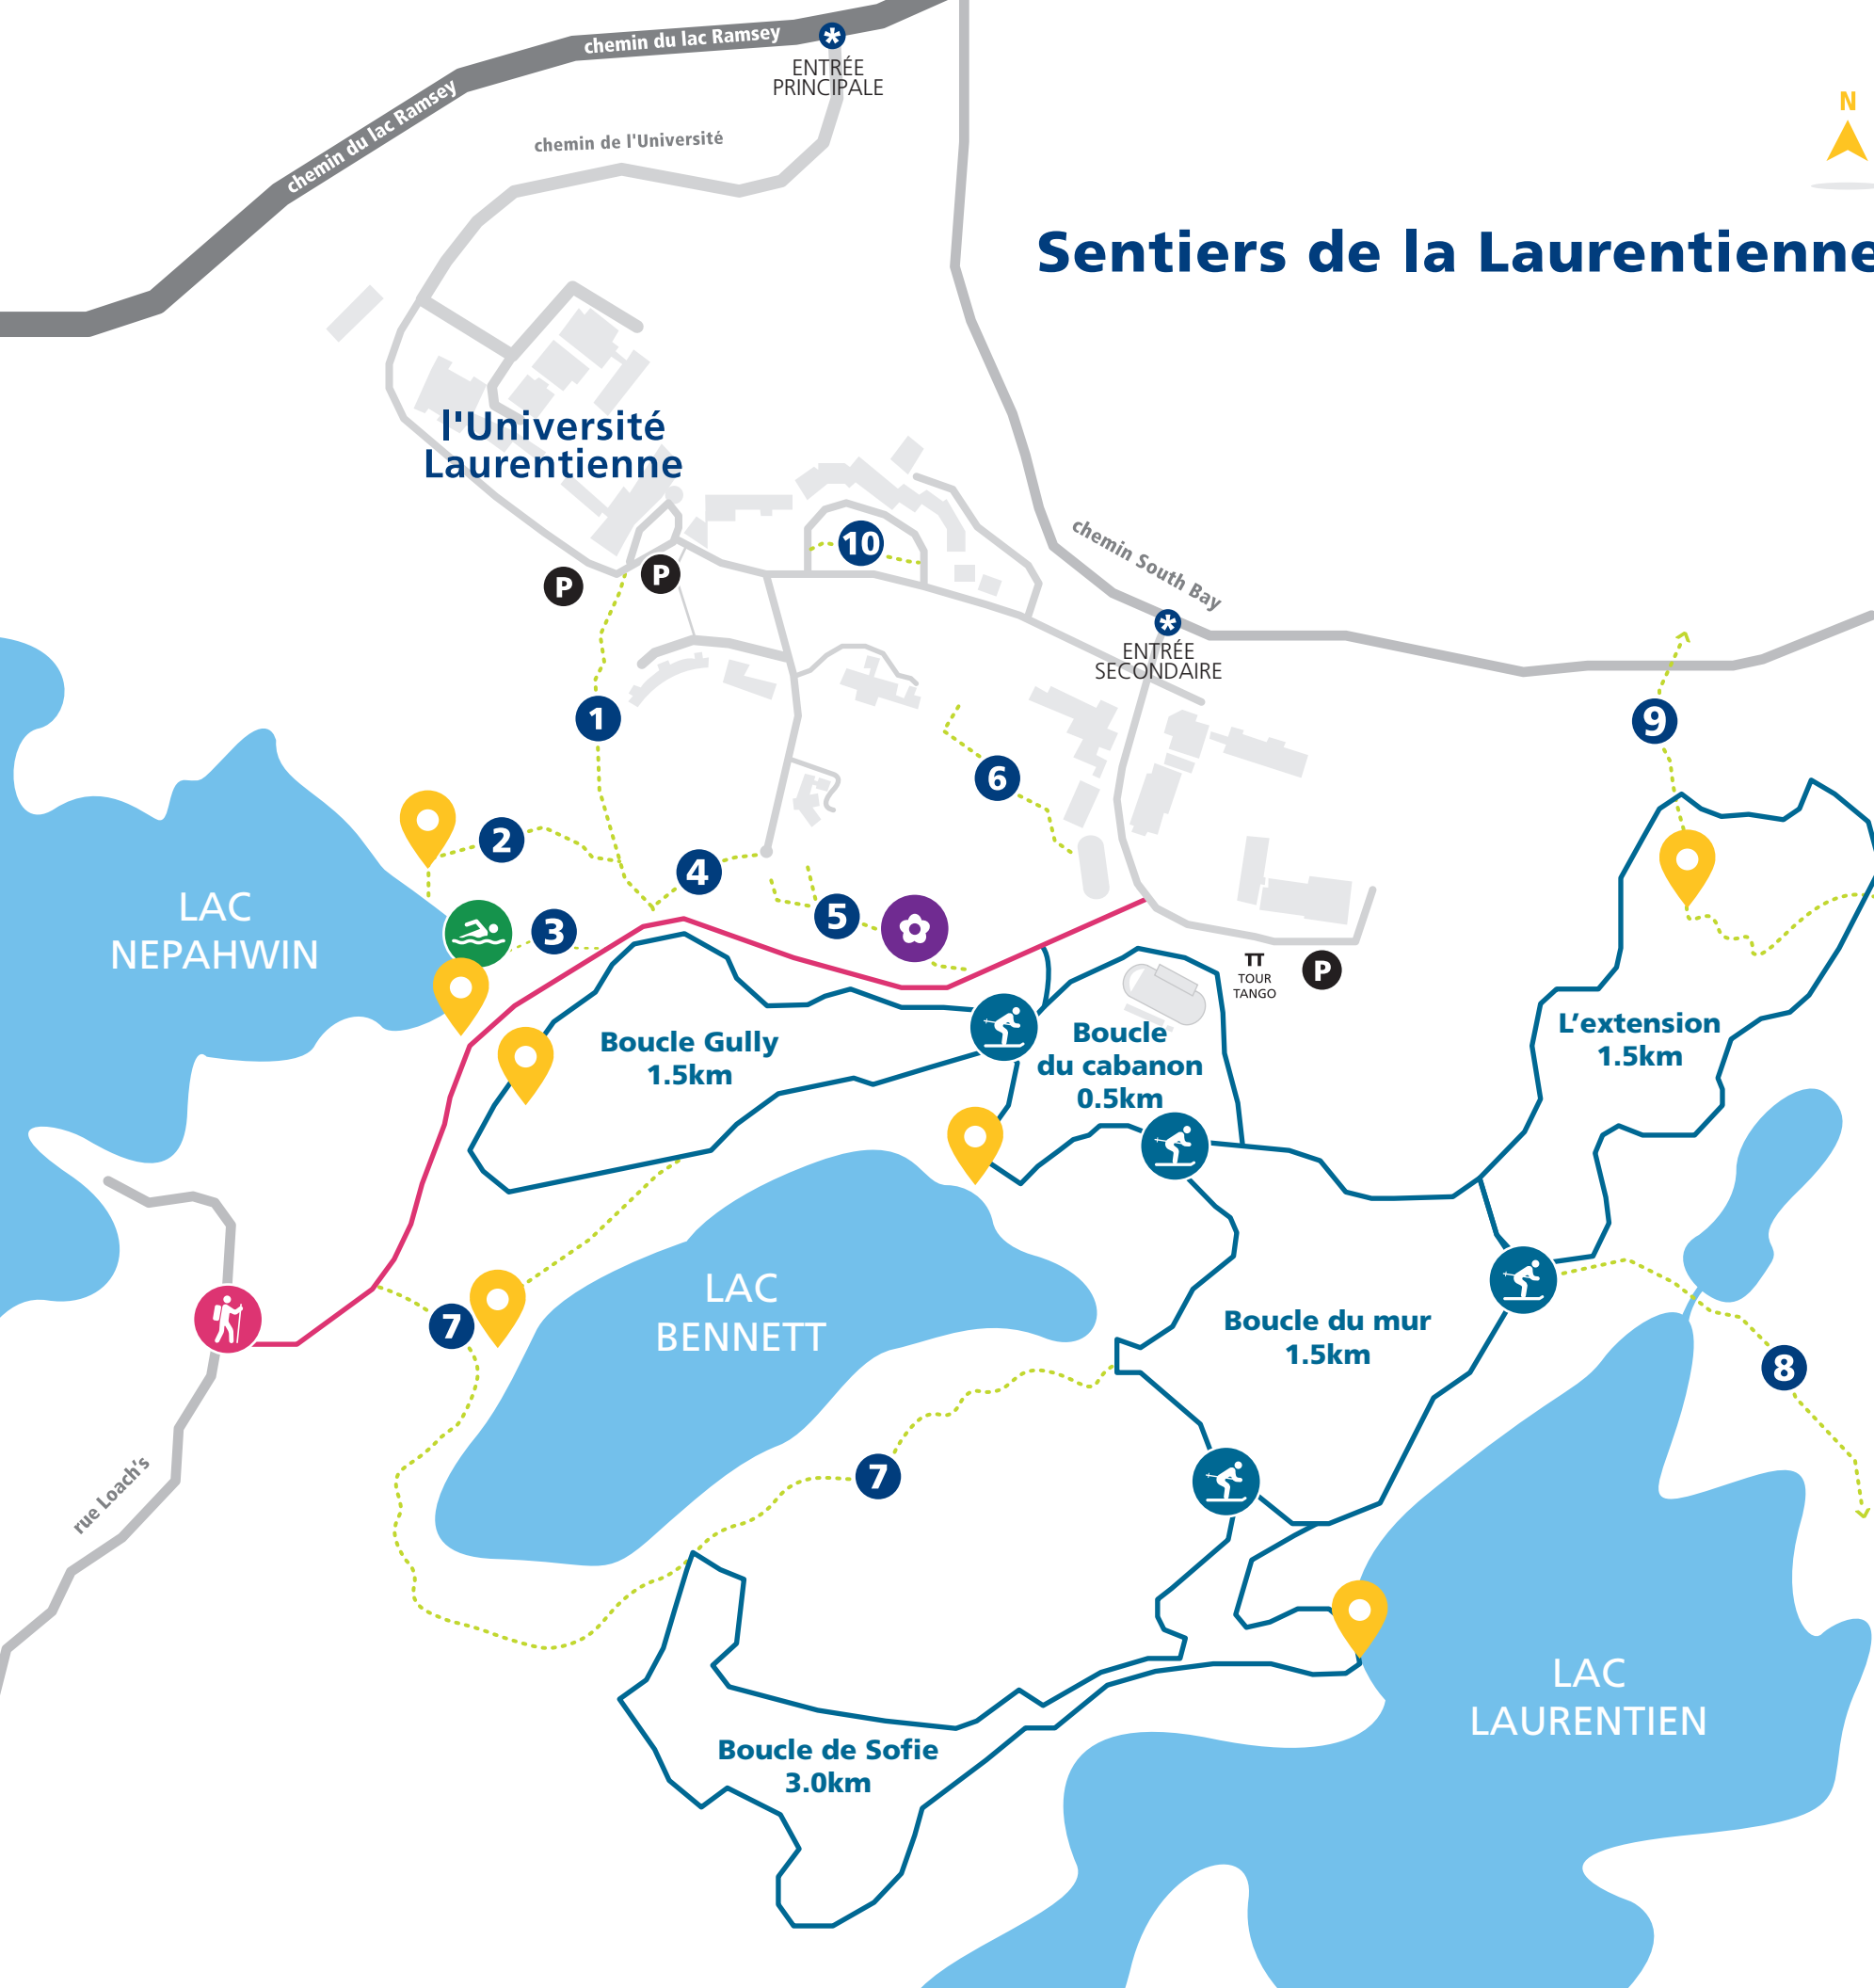 chemin du lac Ramsey
chemin du lac Ramsey
*
ENTRÉE
PRINCIPALE
chemin de l'Université
N
Sentiers de la Laurentienne
l'Université
Laurentienne
10
P
P
chemin South Bay
*
ENTRÉE
SECONDAIRE
1
9
6
2
4
LAC
NEPAHWIN
3
5
TT
TOUR
TANGO
P
Boucle Gully
1.5km
Boucle
du cabanon
0.5km
L’extension
1.5km
LAC
BENNETT
7
Boucle du mur
1.5km
8
7
rue Loach’s
LAC
LAURENTIEN
Boucle de Sofie
3.0km